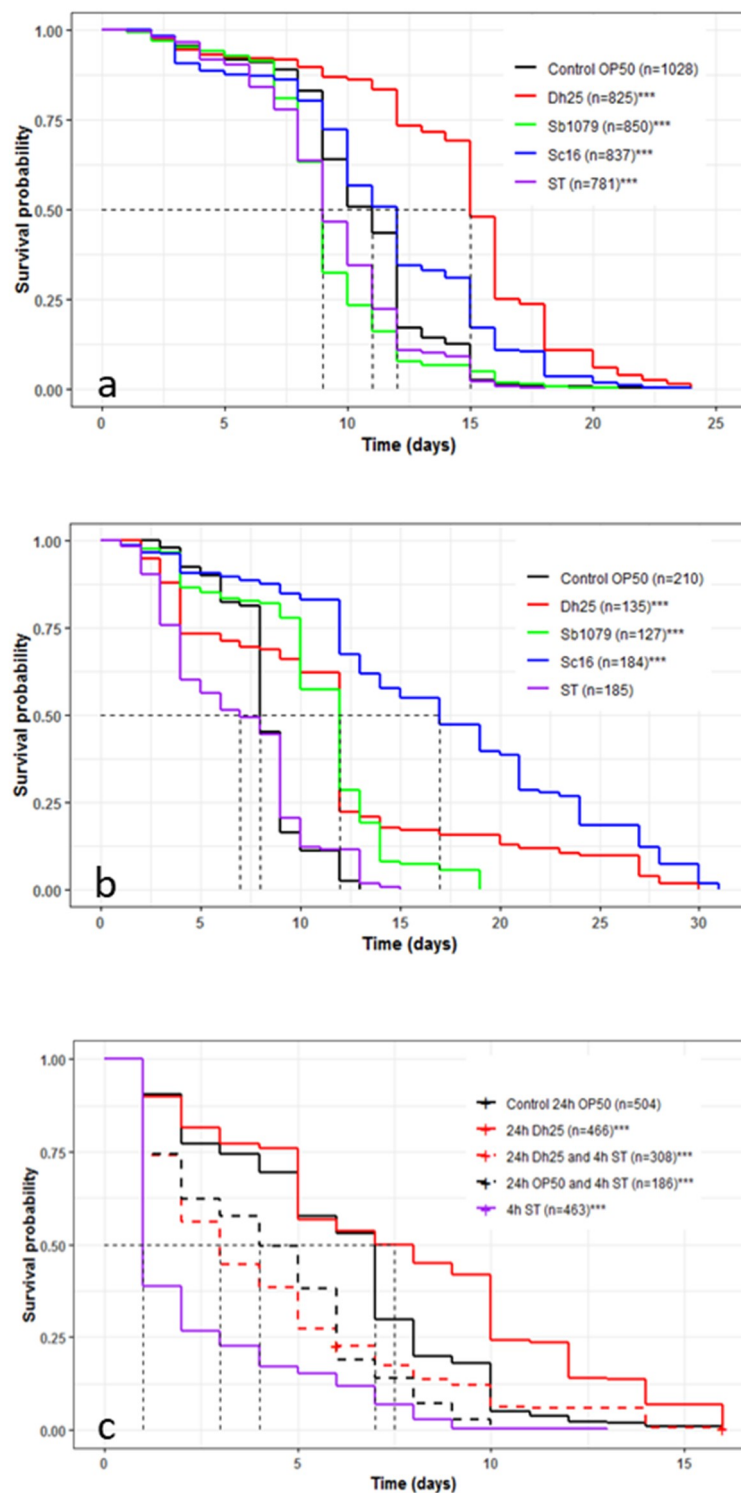 1.00
0.75
0.50
0.25
0.00
Survival probability
Control OP50 (n=1028)
Dh25 (n=825)***
Sb1079 (n=850)***
Sc16 (n=837)***
ST (n=781)***
a
0 5 10 15 20 25
Time (days)
1.00
0.75
0.50
0.25
0.00
Survival probability
Control OP50 (n=210)
Dh25 (n=135)***
Sb1079 (n=127)***
Sc16 (n=184)***
ST (n=185)
b
0 5 10 15 20 25 30
Time (days)
1.00
0.75
0.50
0.25
0.00
Survival probability
Control 24h OP50 (n=504)
24h Dh25 (n=466)***
24h Dh25 and 4h ST (n=308)***
24h OP50 and 4h ST (n=186)***
4h ST (n=463)***
c
0 5 10 15
Time (days)